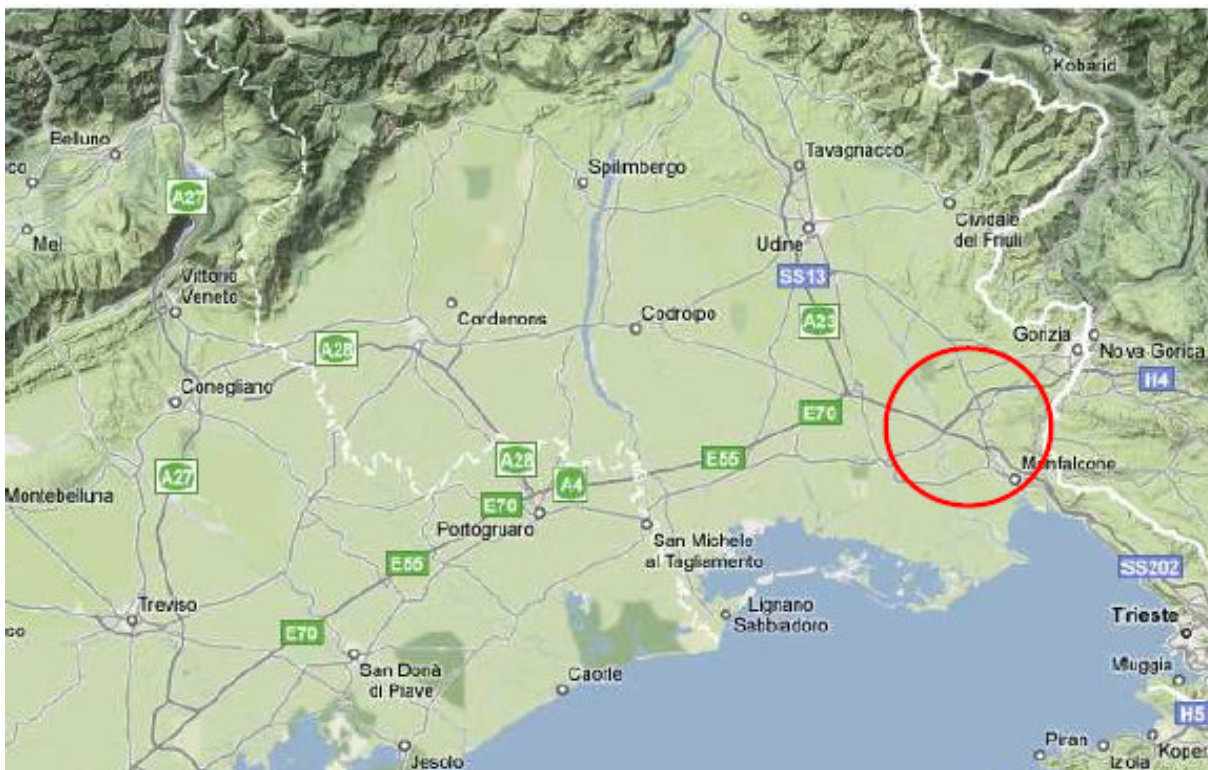 Kobarid
Belluno
Tavagnacco
co
Spilimbergo
A27
Cividale
del Friuli
Mel
Udine
Vittorio
Veneto
SS13
Cordenons
Codroipo
A23
Gorizia
Nova Gorica
A28
H4
Conegliano
E70
A28
E55
A27
A4
Monfalcone
Montebelluna
E70
Portogruaro
San Michele
al Tagliamento
E55
SS202
Treviso
Lignano
Sabbiadoro
Trieste
co
E70
San Donà
di Piave
Caorle
Muggia
H5
Jesolo
Piran
Izola
Koper